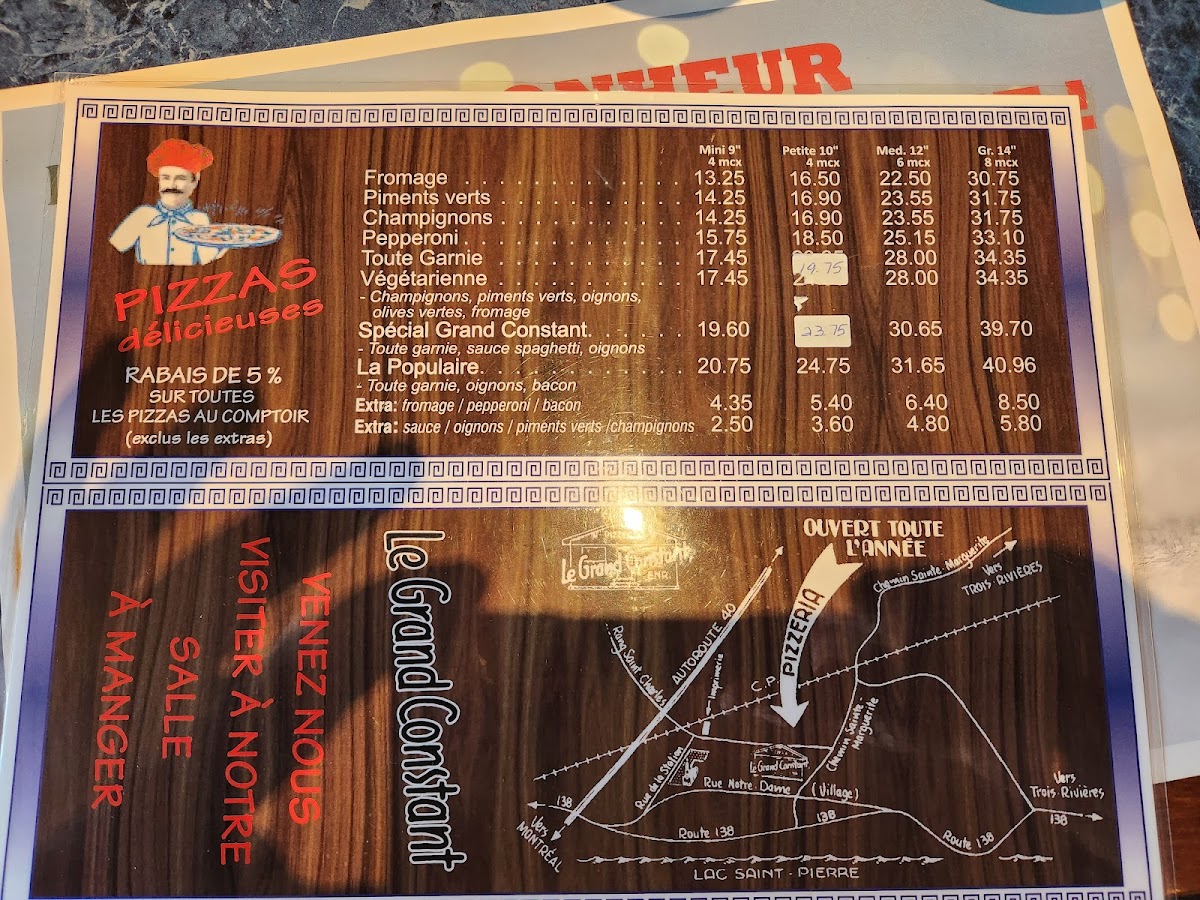 ONHEUR
!
Mini 9" Petite 10" Med. 12" Gr. 14"
4 mcx 4 mcx 6 mcx 8 mcx
Fromage . . . . . . . . . . . . 13.25 16.50 22.50 30.75
Piments verts . . . . . . . . . . 14.25 16.90 23.55 31.75
Champignons . . . . . . . . . . 14.25 16.90 23.55 31.75
Pepperoni . . . . . . . . . . . . 15.75 18.50 25.15 33.10
Toute Garnie . . . . . . . . . . 17.45 19.75 28.00 34.35
Végétarienne . . . . . . . . . . 17.45 28.00 34.35
- Champignons, piments verts, oignons,
olives vertes, fromage
Spécial Grand Constant. . . . . . 19.60 23.75 30.65 39.70
- Toute garnie, sauce spaghetti, oignons
La Populaire. . . . . . . . . . . 20.75 24.75 31.65 40.96
- Toute garnie, oignons, bacon
Extra: fromage / pepperoni / bacon 4.35 5.40 6.40 8.50
Extra: sauce / oignons / piments verts /champignons 2.50 3.60 4.80 5.80
PIZZAS
délicieuses
RABAIS DE 5 %
SUR TOUTES
LES PIZZAS AU COMPTOIR
(exclus les extras)
VENEZ NOUS
VISITER À NOTRE
SALLE
À MANGER
Le Grand Constant
Le Grand Constant
ENR.
OUVERT TOUTE
L'ANNÉE
PIZZERIA
Chemin Sainte-Marguerite
Vers
TROIS RIVIÈRES
AUTOROUTE 40
Rang Saint Charles
Imprimerie
C.P.
Chemin Sainte-
Marguerite
Rue de la Station
Le Grand Constant
Rue Notre-Dame (Village)
Vers
Trois-Rivières
138
138
138
Vers
MONTRÉAL
Route 138
Route 138
LAC SAINT-PIERRE